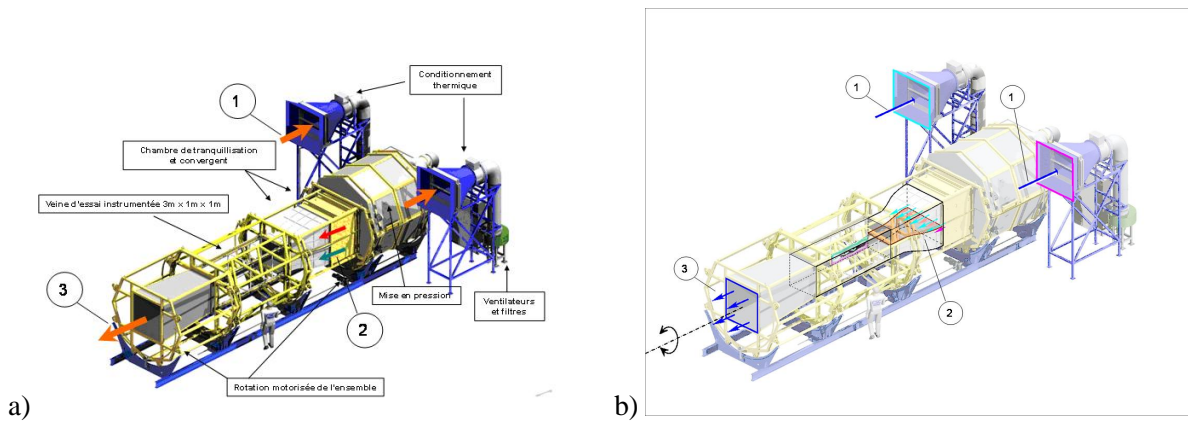 Conditionnement
thermique
1
Chambre de tranquillisation
et convergent
Veine d'essai instrumentée 3m x 1m x 1m
3
Mise en pression
2
Ventilateurs
et filtres
Rotation motorisée de l'ensemble
a)
1
1
3
2
b)